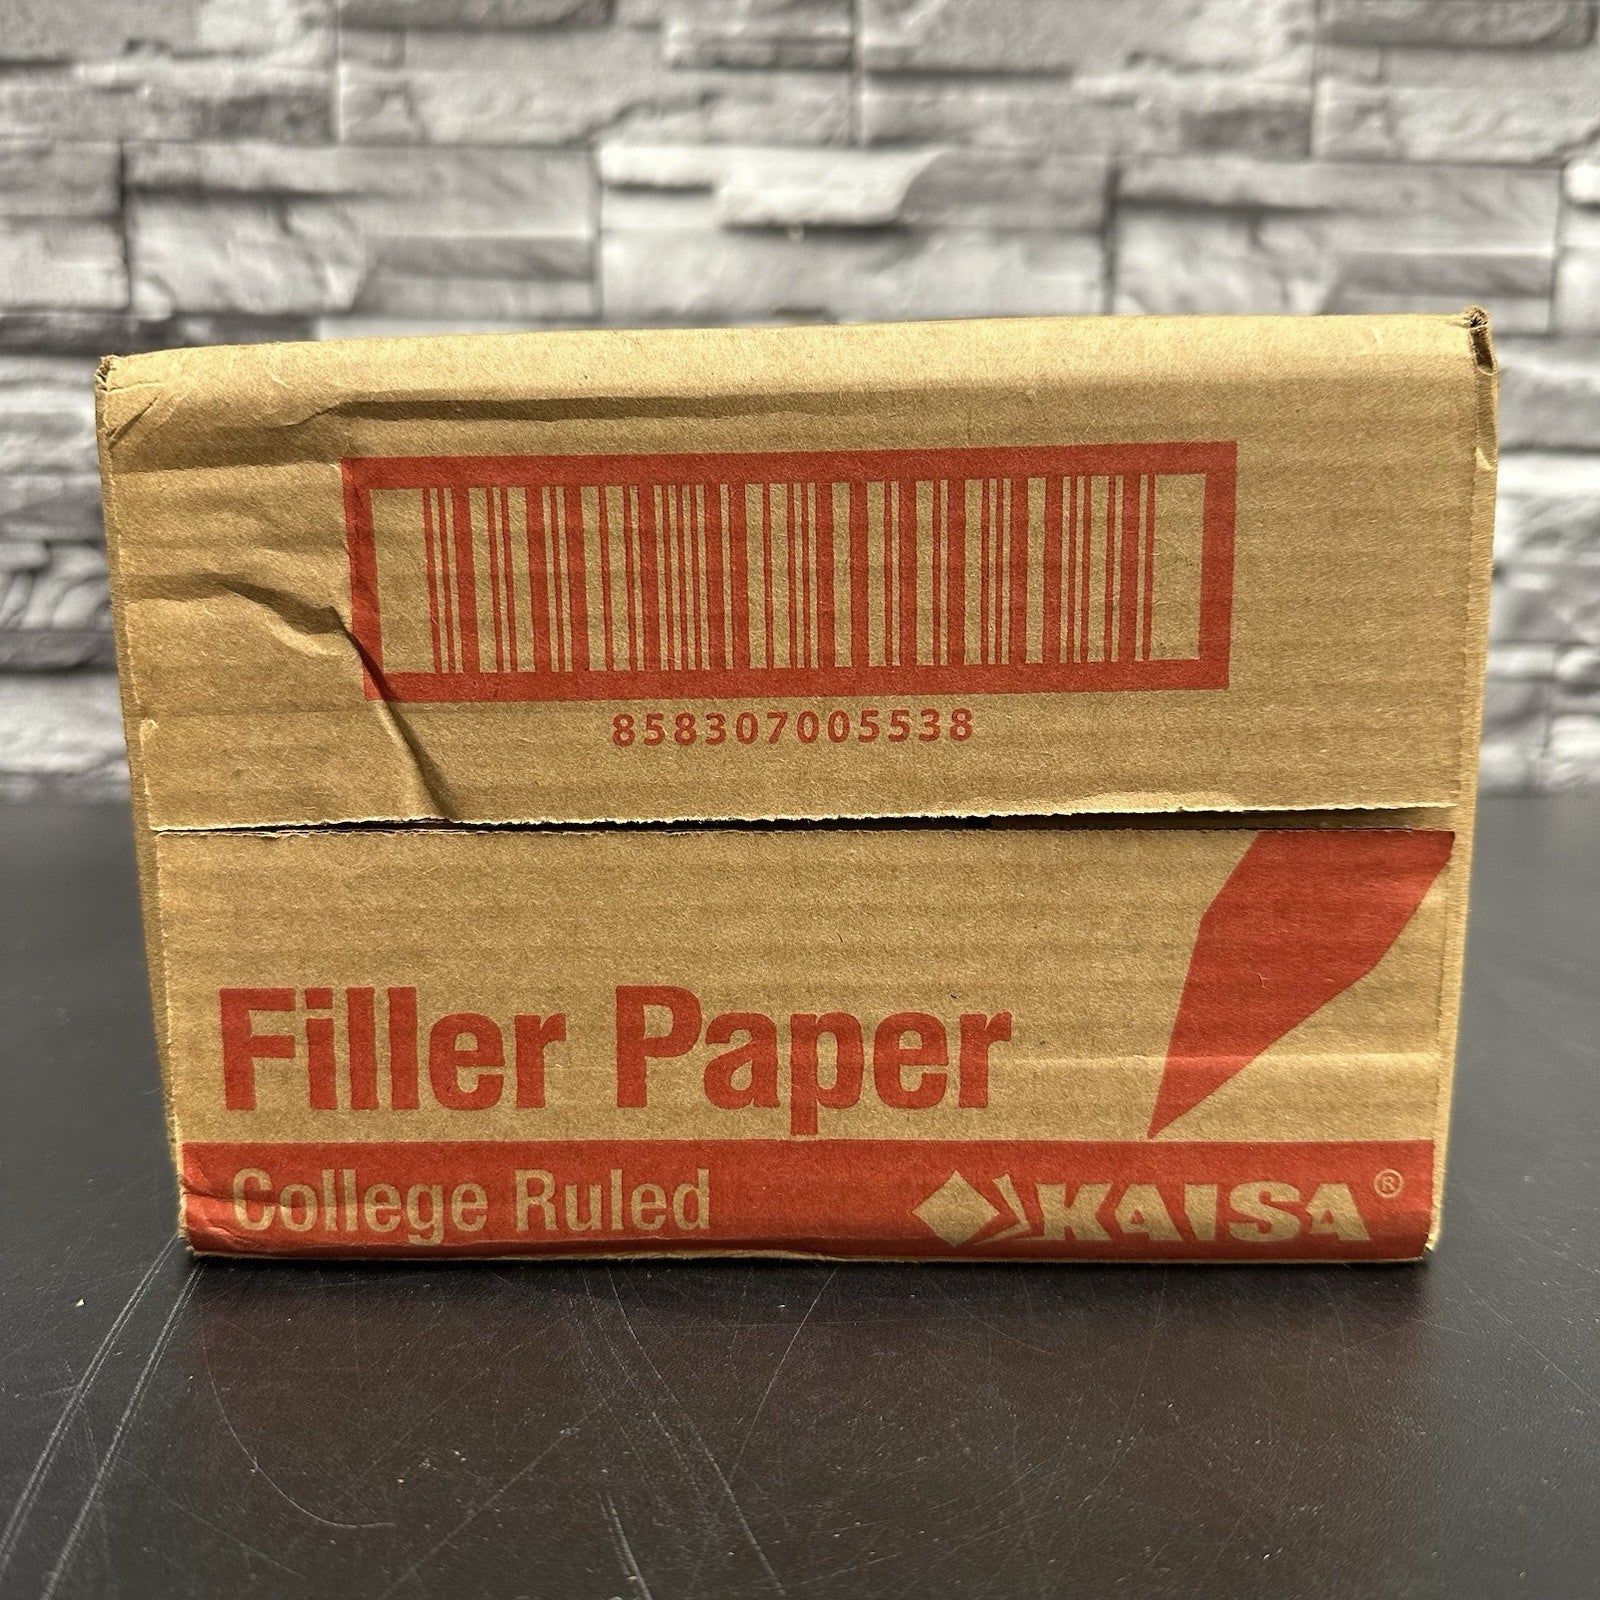 858307005538
Filler Paper
College Ruled
KAISA®